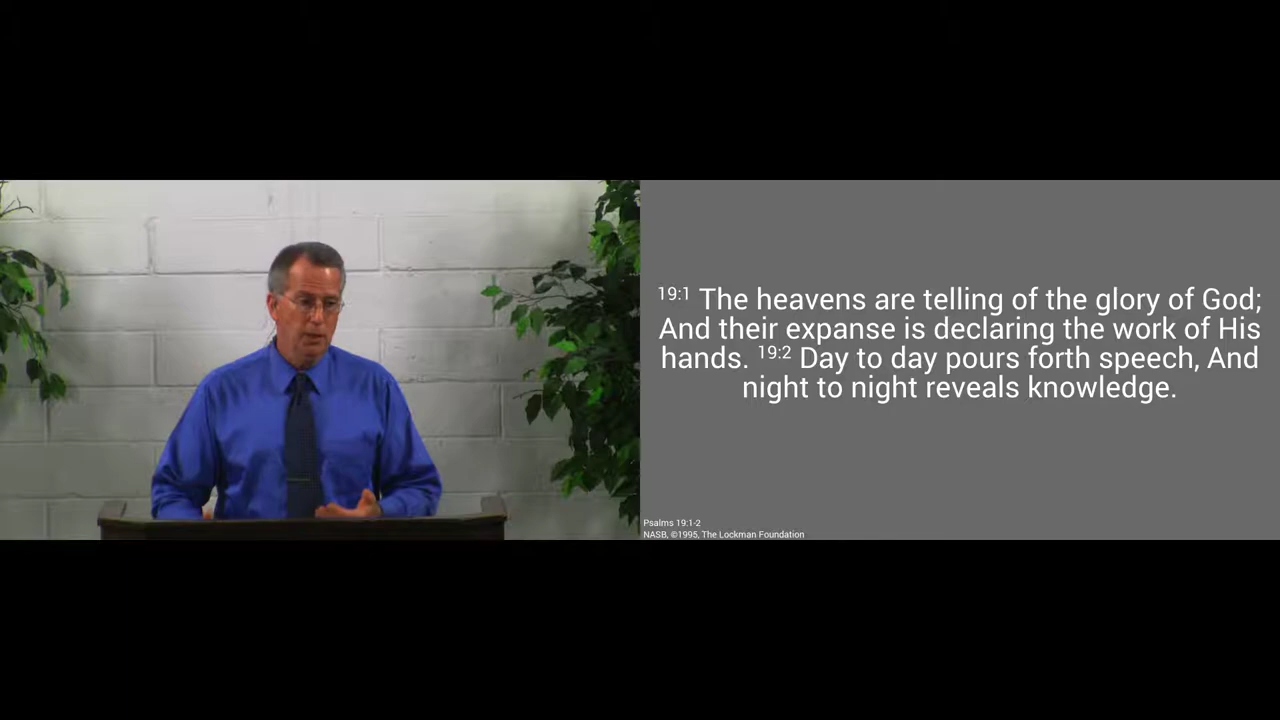 19:1 The heavens are telling of the glory of God;
And their expanse is declaring the work of His
hands. 19:2 Day to day pours forth speech, And
night to night reveals knowledge.
Psalms 19:1-2
NASB, ©1995, The Lockman Foundation